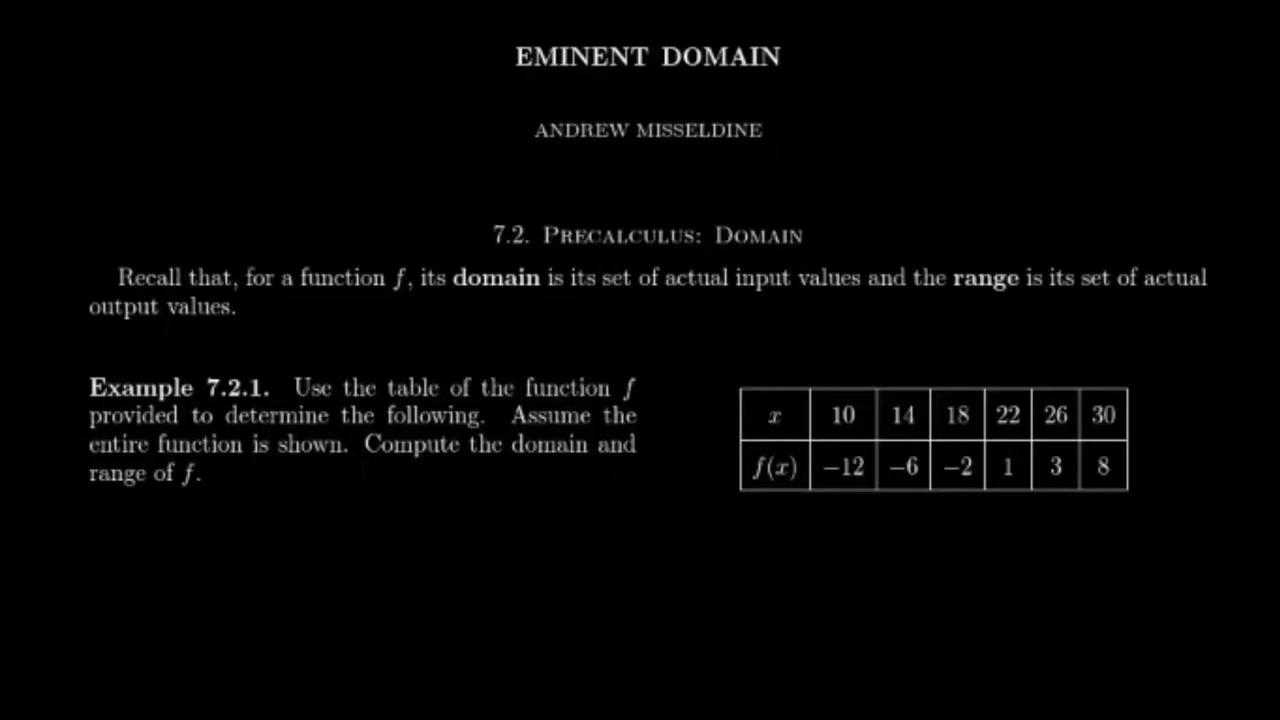 EMINENT DOMAIN
ANDREW MISSELDINE
7.2. PRECALCULUS: DOMAIN
Recall that, for a function f, its domain is its set of actual input values and the range is its set of actual
output values.
Example 7.2.1. Use the table of the function f
provided to determine the following. Assume the
entire function is shown. Compute the domain and
range of f.
x 10 14 18 22 26 30
f(x) −12 −6 −2 1 3 8